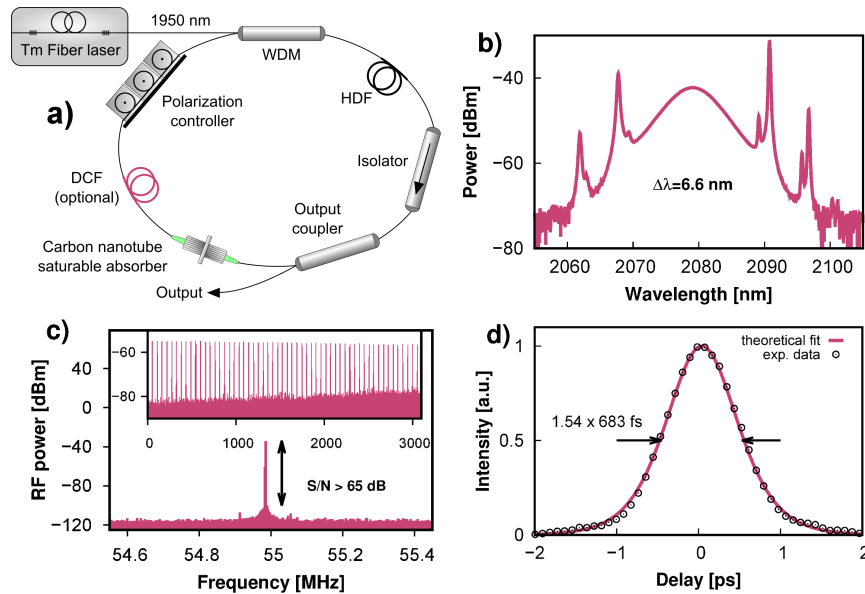 1950 nm
Tm Fiber laser
WDM
HDF
Polarization
controller
a)
Isolator
DCF
(optional)
Output
coupler
Carbon nanotube
saturable absorber
Output
b)
Power [dBm]
−40
−60
−80
Δλ=6.6 nm
2060 2070 2080 2090 2100
Wavelength [nm]
c)
RF power [dBm]
80
40
0
−40
−80
−120
−60
−80
0 1000 2000 3000
S/N > 65 dB
54.6 54.8 55 55.2 55.4
Frequency [MHz]
d)
Intensity [a.u.]
1
0.5
0
theoretical fit
exp. data
1.54 x 683 fs
−2 −1 0 1 2
Delay [ps]